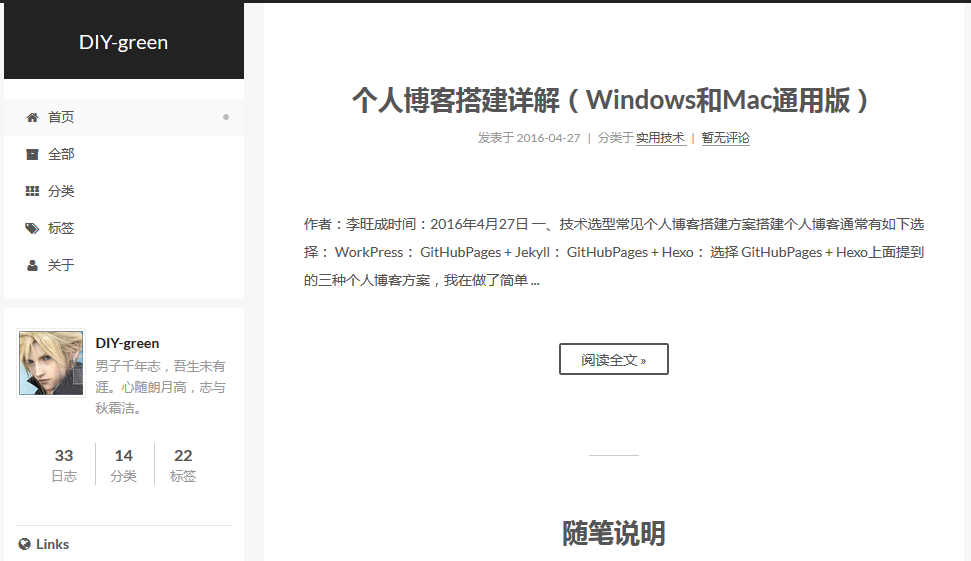 DIY-green
首页
全部
分类
标签
关于
DIY-green
男子千年志，吾生未有
涯。心随朗月高，志与
秋霜洁。
33
日志
14
分类
22
标签
Links
个人博客搭建详解（Windows和Mac通用版）
发表于 2016-04-27 | 分类于 实用技术 | 暂无评论
作者：李旺成时间：2016年4月27日 一、技术选型常见个人博客搭建方案搭建个人博客通常有如下选
择： WorkPress： GitHubPages + Jekyll： GitHubPages + Hexo： 选择 GitHubPages + Hexo上面提到
的三种个人博客方案，我在做了简单 ...
阅读全文 »
随笔说明